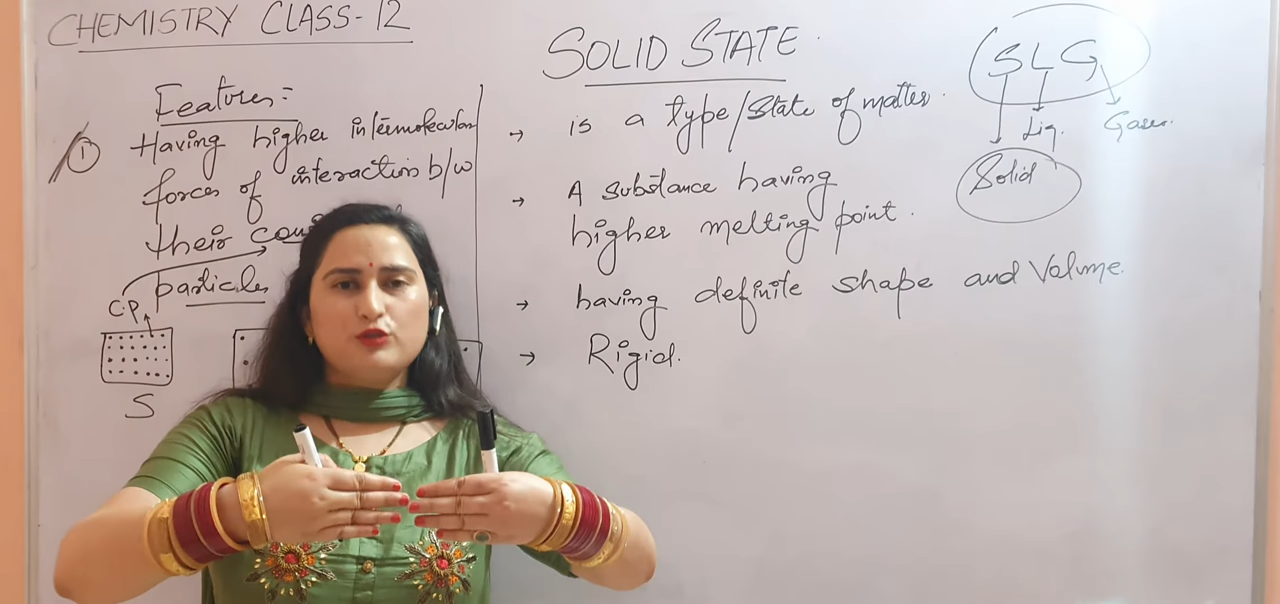 CHEMISTRY CLASS-12
Features:
① Having higher intermolecular
forces of interaction b/w
their
particles
C.P.
S
SOLID STATE
→ is a type/State of matter.
→ A substance having
higher melting point.
→ having definite shape and Volume.
→ Rigid.
S L G
Liq.
Gases.
Solid